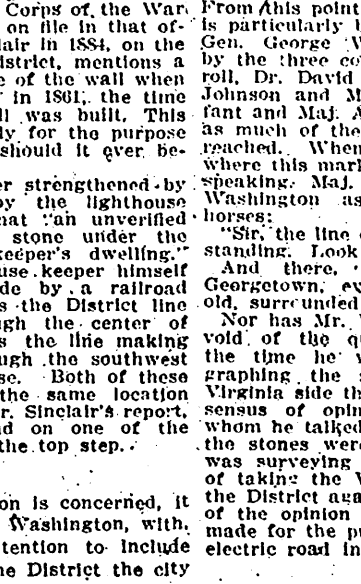 Corps of the War
on file in that of-
lair in 1884, on the
istrict, mentions a
e of the wall when
in 1861, the time
ll was built. This
ly for the purpose
should it ever be-
er strengthened by
by the lighthouse
hat "an unverified
stone under the
keeper's dwelling."
use keeper himself
de by a railroad
s the District line
ugh the center of
s the line making
ough the southwest
se. Both of these
the same location
r. Sinclair's report,
d on one of the
the top step.
on is concerned, it
Washington, with
tention to include
he District the city
From this point
is particularly
Gen. George W
by the three co
roll, Dr. David
Johnson and M
fant and Maj. A
as much of the
reached. When
where this mark
speaking. Maj.
Washington as
horses:
"Sir, the line
standing. Look
And there,
Georgetown, ev
old, surrounded
Nor has Mr.
void of the q
the time he w
graphing the s
Virginia side th
sensus of opin
whom he talked
the stones were
was surveying
of taking the V
the District aga
of the opinion
made for the pu
electric road in